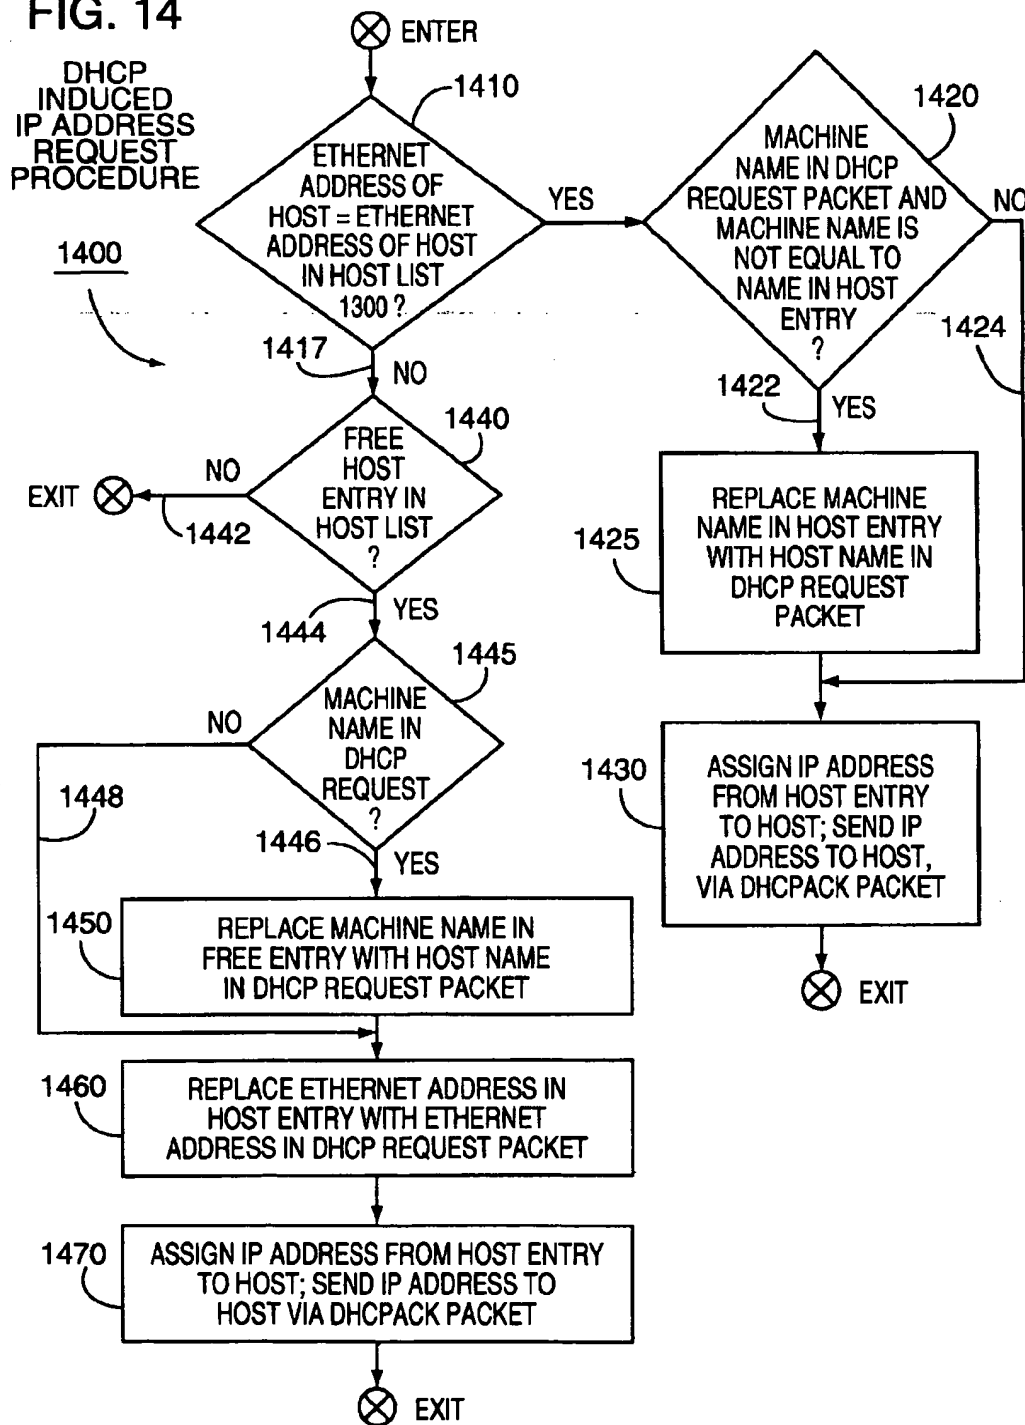 FIG. 14
DHCP
INDUCED
IP ADDRESS
REQUEST
PROCEDURE
1400
ENTER
1410
ETHERNET
ADDRESS OF
HOST = ETHERNET
ADDRESS OF HOST
IN HOST LIST
1300 ?
YES
1420
MACHINE
NAME IN DHCP
REQUEST PACKET AND
MACHINE NAME IS
NOT EQUAL TO
NAME IN HOST
ENTRY
?
NO
1424
1417
NO
1422
YES
1440
FREE
HOST
ENTRY IN
HOST LIST
?
NO
EXIT
1442
1425
REPLACE MACHINE
NAME IN HOST ENTRY
WITH HOST NAME IN
DHCP REQUEST
PACKET
1444
YES
1445
MACHINE
NAME IN
DHCP
REQUEST
?
NO
1448
1446
YES
1430
ASSIGN IP ADDRESS
FROM HOST ENTRY
TO HOST; SEND IP
ADDRESS TO HOST,
VIA DHCPACK PACKET
EXIT
1450
REPLACE MACHINE NAME IN
FREE ENTRY WITH HOST NAME
IN DHCP REQUEST PACKET
1460
REPLACE ETHERNET ADDRESS IN
HOST ENTRY WITH ETHERNET
ADDRESS IN DHCP REQUEST PACKET
1470
ASSIGN IP ADDRESS FROM HOST ENTRY
TO HOST; SEND IP ADDRESS TO
HOST VIA DHCPACK PACKET
EXIT